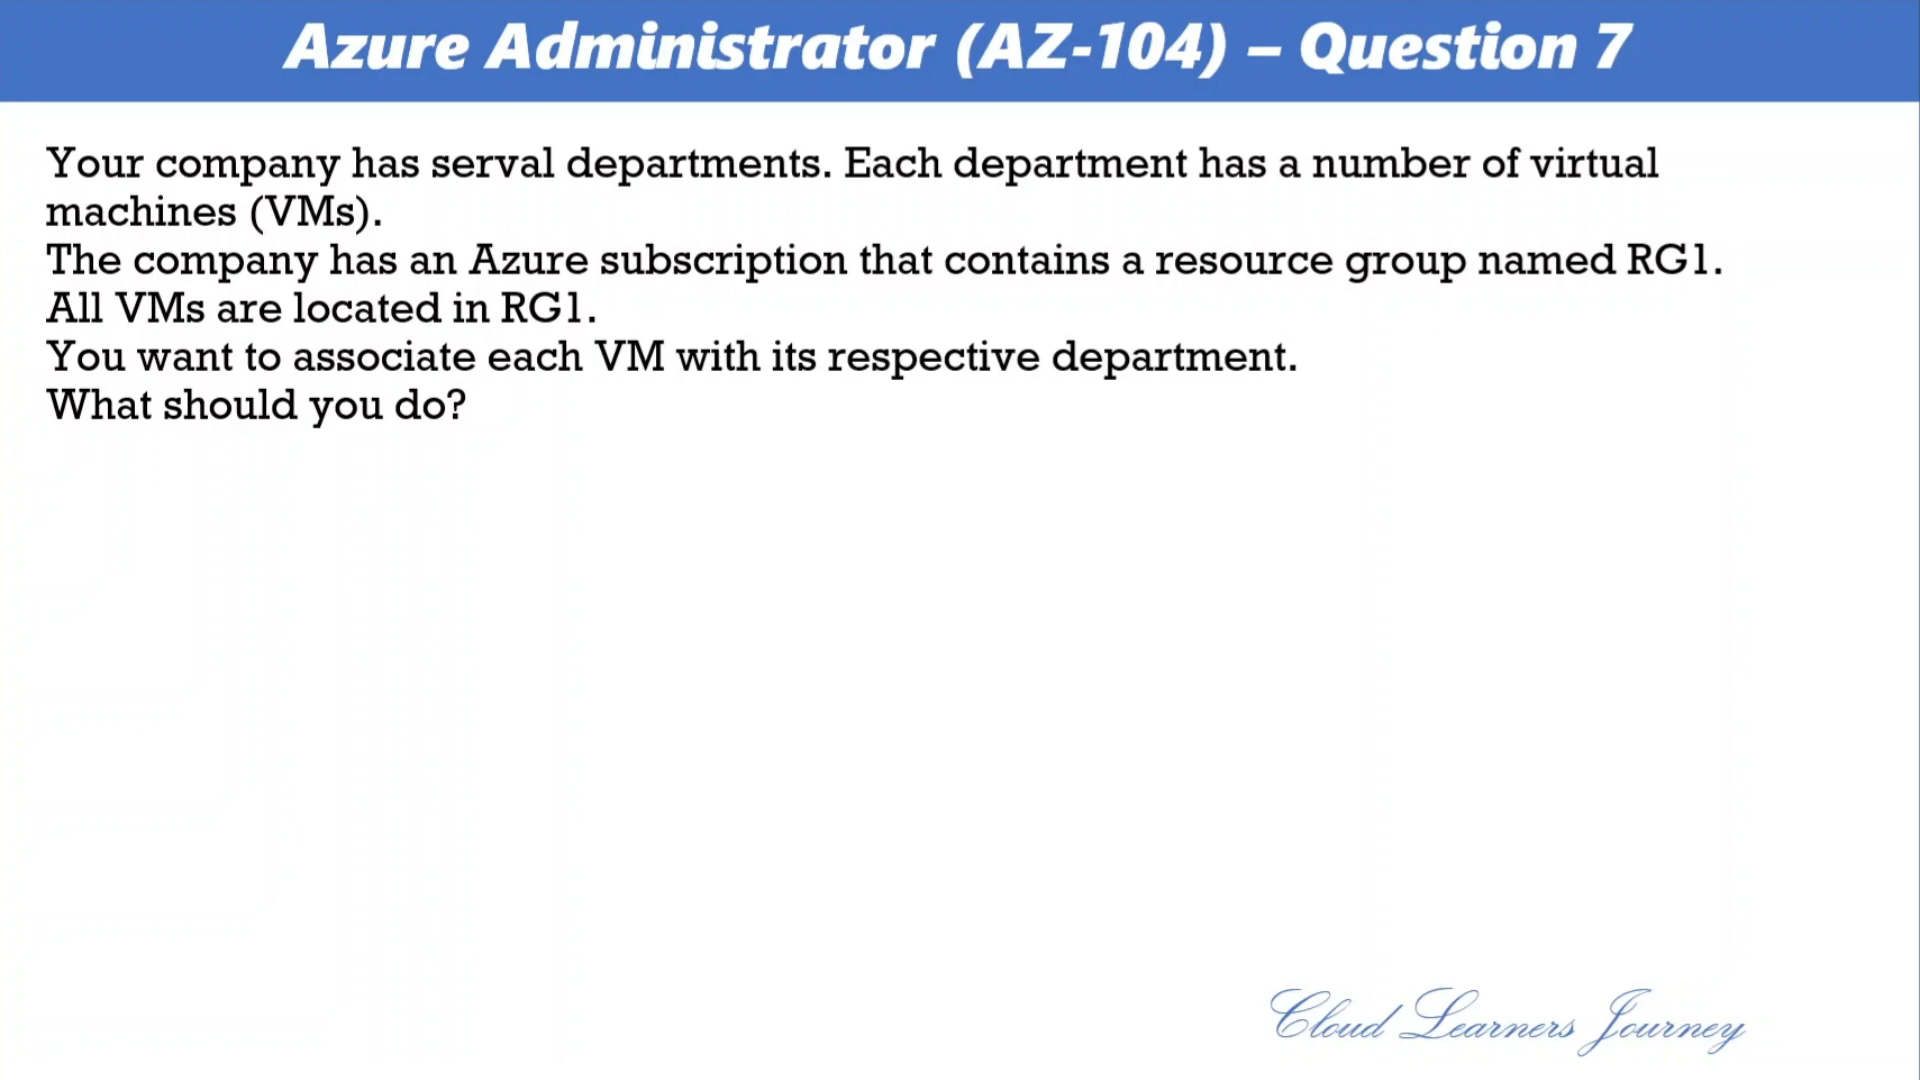 Azure Administrator (AZ-104) – Question 7
Your company has serval departments. Each department has a number of virtual
machines (VMs).
The company has an Azure subscription that contains a resource group named RG1.
All VMs are located in RG1.
You want to associate each VM with its respective department.
What should you do?
Cloud Learners Journey